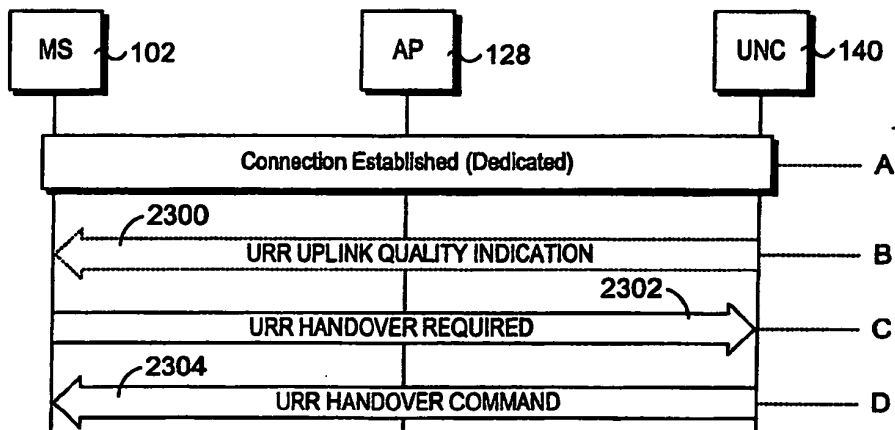 MS 102 AP 128 UNC 140
Connection Established (Dedicated) A
2300
URR UPLINK QUALITY INDICATION B
2302
URR HANDOVER REQUIRED C
2304
URR HANDOVER COMMAND D